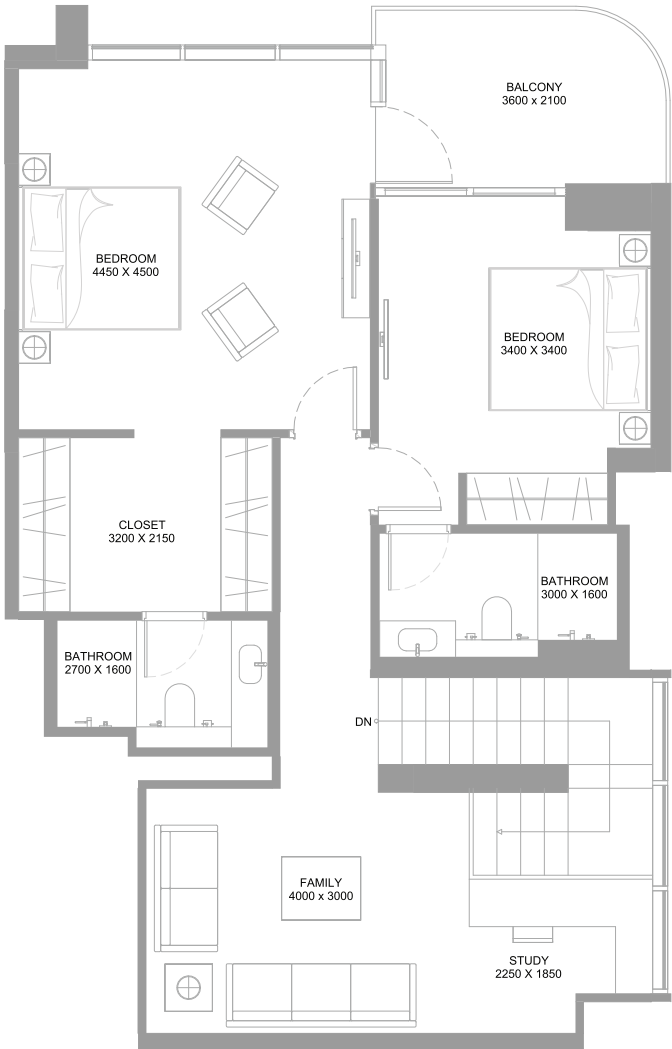 BALCONY
3600 x 2100
BEDROOM
4450 X 4500
BEDROOM
3400 X 3400
CLOSET
3200 X 2150
BATHROOM
3000 X 1600
BATHROOM
2700 X 1600
DN
FAMILY
4000 x 3000
STUDY
2250 X 1850